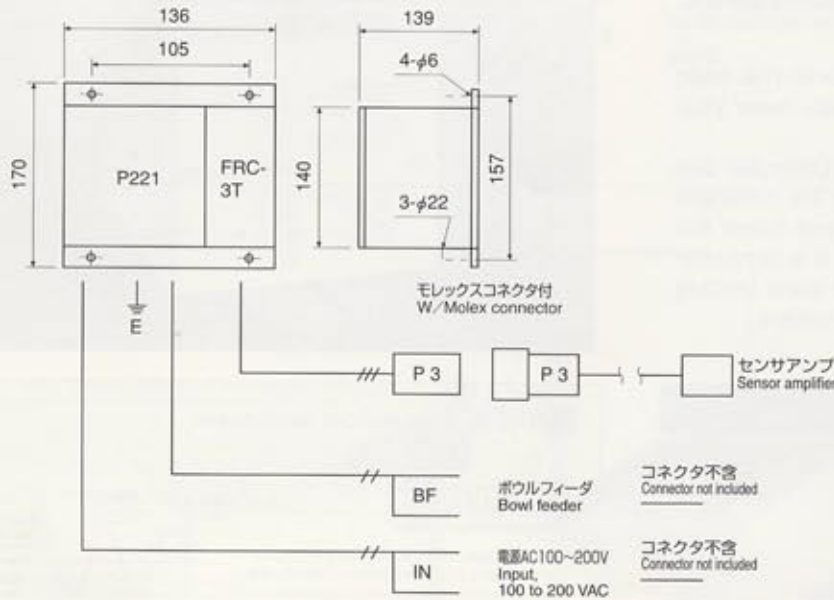 136
105
170
P221
FRC-
3T
E
139
4-φ6
140
157
3-φ22
モレックスコネクタ付
W/Molex connector
P 3
P 3
センサアンプ
Sensor amplifier
BF
ボウルフィーダ
Bowl feeder
コネクタ不含
Connector not included
IN
電源AC100~200V
Input,
100 to 200 VAC
コネクタ不含
Connector not included